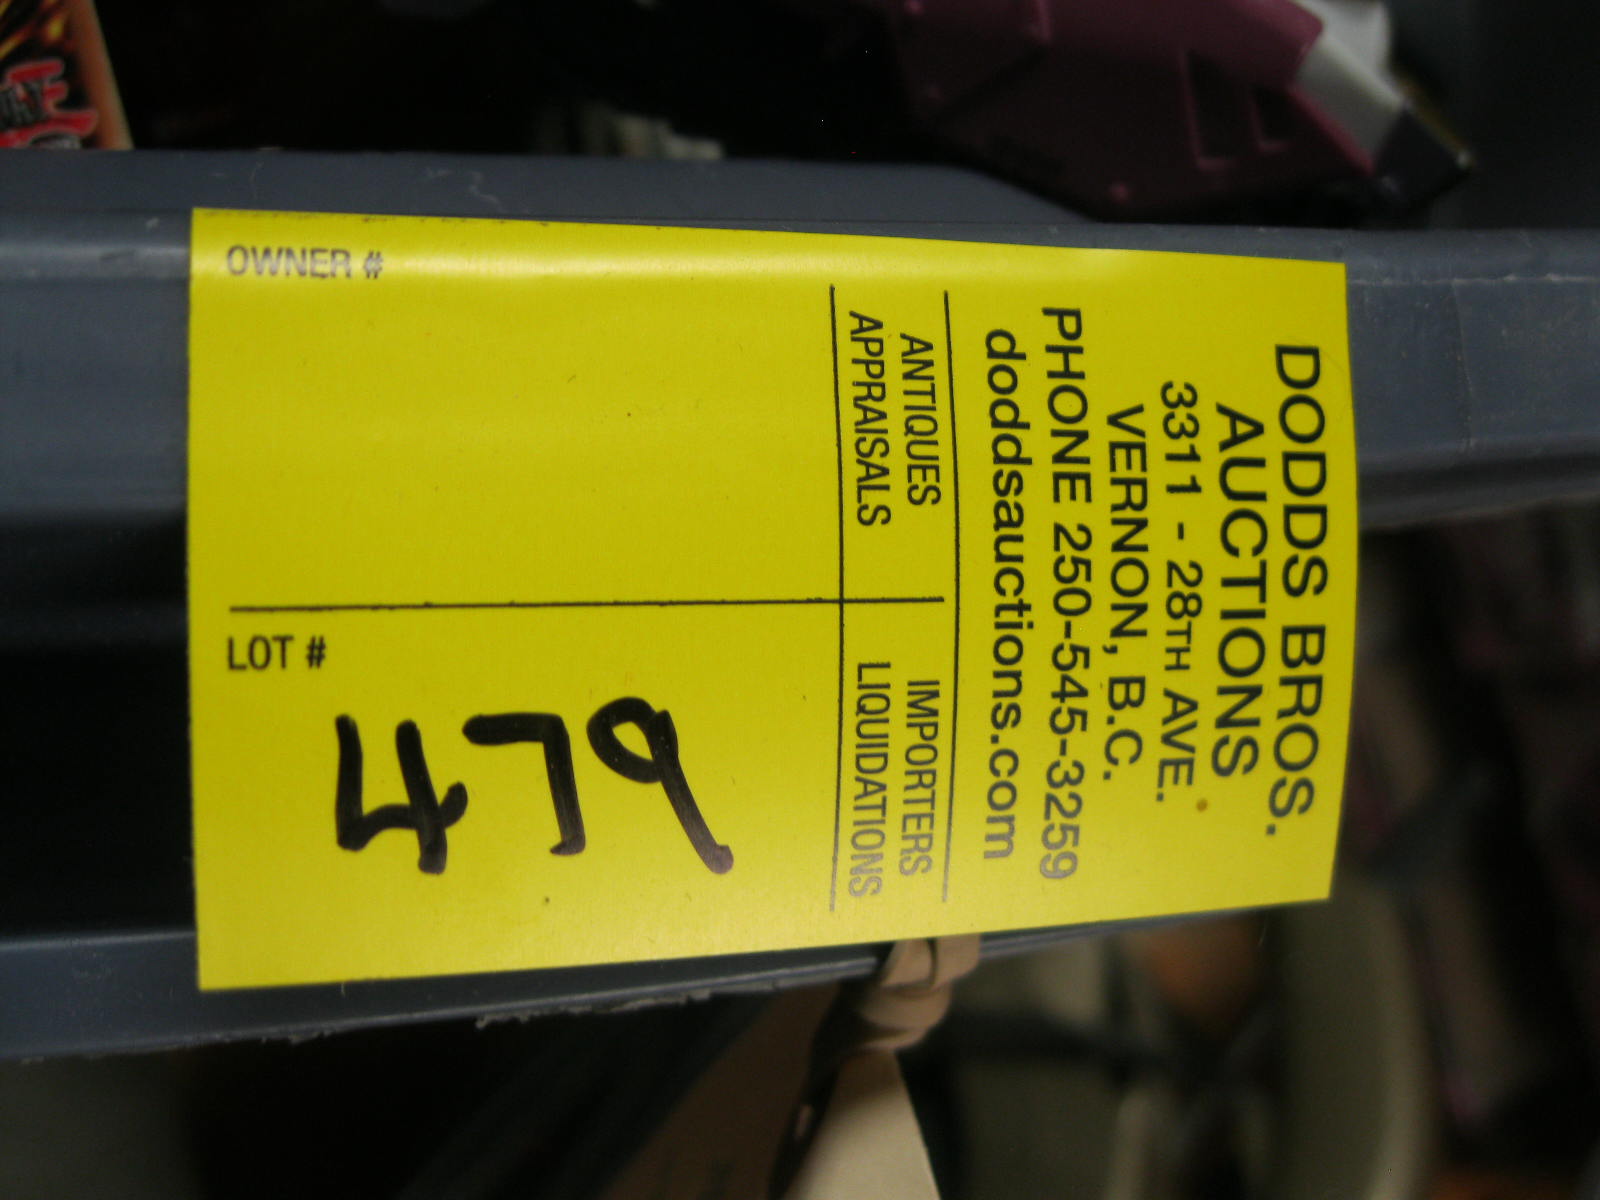 DODDS BROS.
AUCTIONS
3311 - 28TH AVE.
VERNON, B.C.
PHONE 250-545-3259
doddsauctions.com
ANTIQUES IMPORTERS
APPRAISALS LIQUIDATIONS
OWNER #
LOT #
479